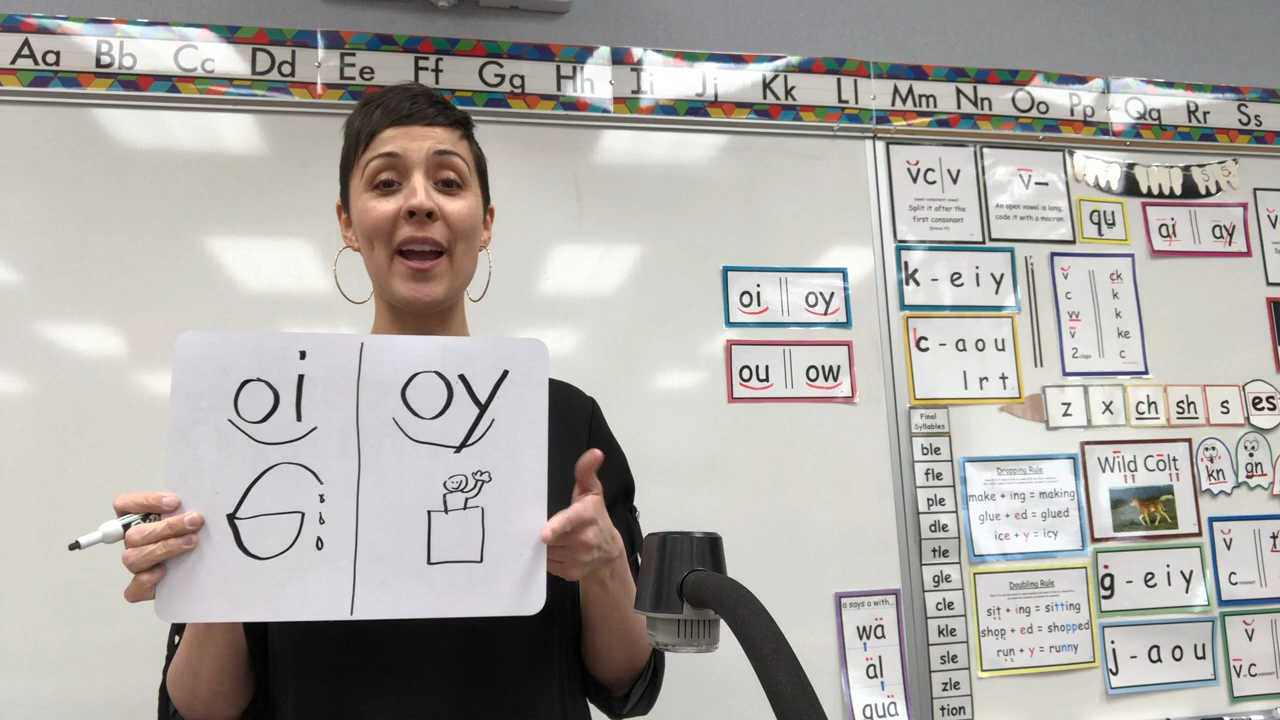 Aa Bb Cc Dd Ee Ff Gg Hh Ii Jj Kk Ll Mm Nn Oo Pp Qq Rr Ss
oi oy
oi || oy
ou || ow
v̆c|v
Split it after the
first consonant
v̄–
An open vowel is long,
code it with a macron.
qu
ai || ay
k - e i y
c - a o u
l r t
v̆ || ck
c || k
vv || k
v̄ || ke
2 || c
z x ch sh s es
Final
Syllables
ble
fle
ple
dle
tle
gle
cle
kle
sle
zle
tion
Dropping Rule
make + ing = making
glue + ed = glued
ice + y = icy
Wild Colt
kn gn
Doubling Rule
sit + ing = sitting
shop + ed = shopped
run + y = runny
g - e i y
j - a o u
a says a with...
wä
äl
quä